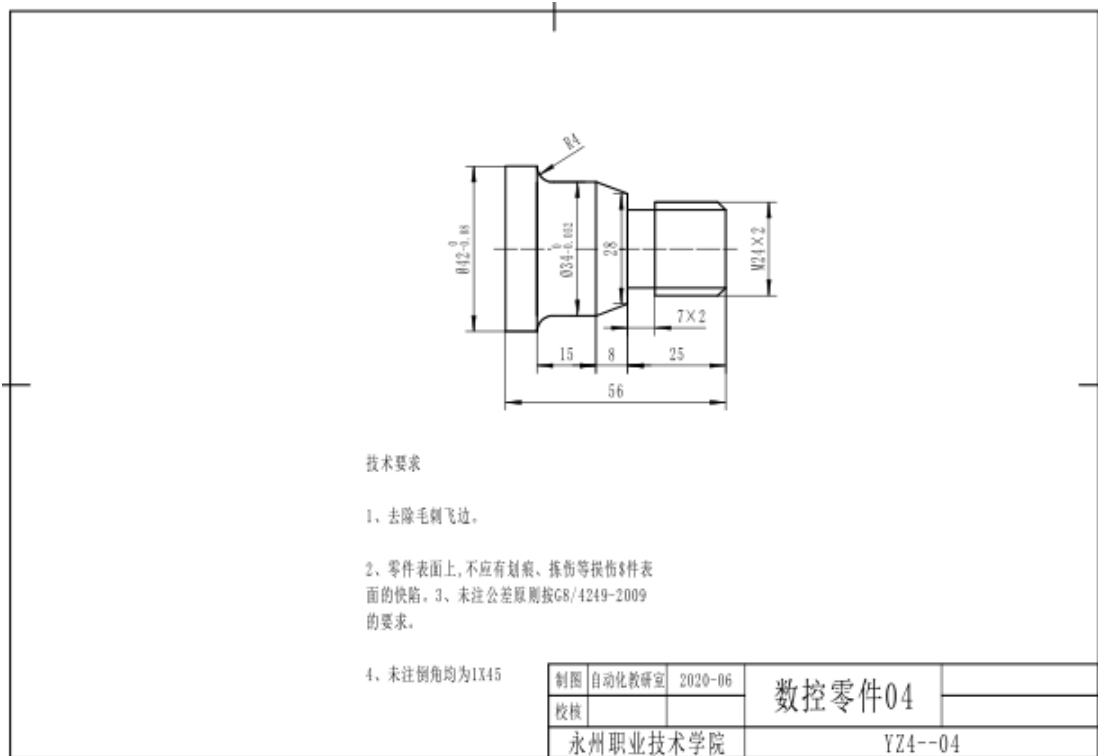 R4
Ø42 0 -0.08
Ø34 0 -0.052
28
M24×2
7×2
15
8
25
56
技术要求
1、去除毛刺飞边。
2、零件表面上,不应有划痕、搽伤等损伤$件表
面的快陷。3、未注公差原则按G8/4249-2009
的要求。
4、未注倒角均为1X45
制图 自动化教研室 2020-06 数控零件04
校核
永州职业技术学院 YZ4--04